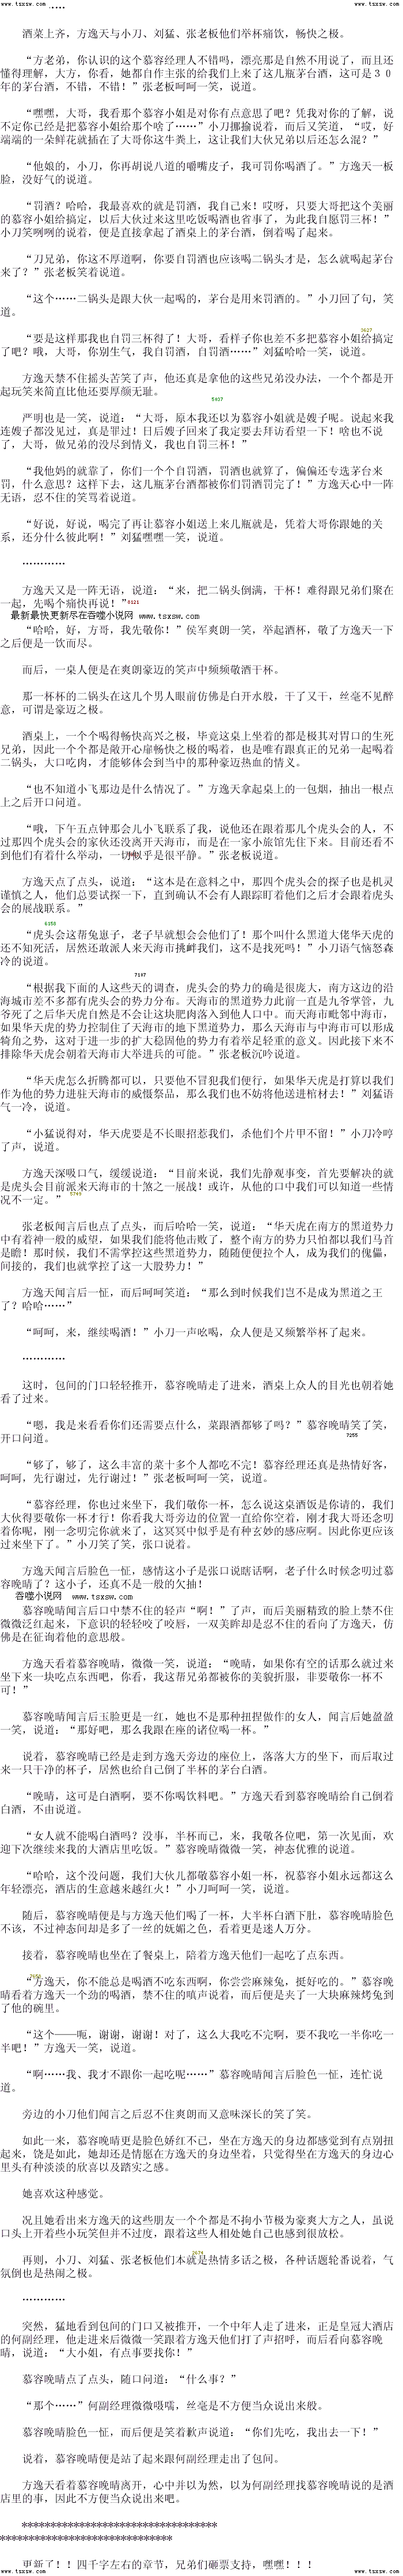 www.tsxsw.com www.tsxsw.com
....
酒菜上齐，方逸天与小刀、刘猛、张老板他们举杯痛饮，畅快之极。
“方老弟，你认识的这个慕容经理人不错吗，漂亮那是自然不用说了，而且还
懂得理解，大方，你看，她都自作主张的给我们上来了这几瓶茅台酒，这可是３０
年的茅台酒，不错，不错！”张老板呵呵一笑，说道。
“嘿嘿，大哥，我看那个慕容小姐是对你有点意思了吧？凭我对你的了解，说
不定你已经是把慕容小姐给那个啥了……”小刀揶揄说着，而后又笑道，“哎，好
端端的一朵鲜花就插在了大哥你这牛粪上，这让我们大伙兄弟以后还怎么混？”
“他娘的，小刀，你再胡说八道的嚼嘴皮子，我可罚你喝酒了。”方逸天一板
脸，没好气的说道。
“罚酒？哈哈，我最喜欢的就是罚酒，我自己来！哎呀，只要大哥把这个美丽
的慕容小姐给搞定，以后大伙过来这里吃饭喝酒也省事了，为此我自愿罚三杯！”
小刀笑咧咧的说着，便是直接拿起了酒桌上的茅台酒，倒着喝了起来。
“刀兄弟，你这不厚道啊，你要自罚酒也应该喝二锅头才是，怎么就喝起茅台
来了？”张老板笑着说道。
“这个……二锅头是跟大伙一起喝的，茅台是用来罚酒的。”小刀回了句，笑
道。
3627
“要是这样那我也自罚三杯得了！大哥，看样子你也差不多把慕容小姐给搞定
了吧？哦，大哥，你别生气，我自罚酒，自罚酒……”刘猛哈哈一笑，说道。
方逸天禁不住摇头苦笑了声，他还真是拿他的这些兄弟没办法，一个个都是开
起玩笑来简直比他还要厚颜无耻。
5407
严明也是一笑，说道：“大哥，原本我还以为慕容小姐就是嫂子呢。说起来我
连嫂子都没见过，真是罪过！日后嫂子回来了我定要去拜访看望一下！啥也不说
了，大哥，做兄弟的没尽到情义，我也自罚三杯！”
“我他妈的就靠了，你们一个个自罚酒，罚酒也就算了，偏偏还专选茅台来
罚，什么意思？这样下去，这几瓶茅台酒都被你们罚酒罚完了！”方逸天心中一阵
无语，忍不住的笑骂着说道。
“好说，好说，喝完了再让慕容小姐送上来几瓶就是，凭着大哥你跟她的关
系，还分什么彼此啊！”刘猛嘿嘿一笑，说道。
…………
方逸天又是一阵无语，说道：“来，把二锅头倒满，干杯！难得跟兄弟们聚在
一起，先喝个痛快再说！”
最新最快更新尽在吞噬小说网 www.tsxsw.com
“哈哈，好，方哥，我先敬你！”侯军爽朗一笑，举起酒杯，敬了方逸天一下
之后便是一饮而尽。
而后，一桌人便是在爽朗豪迈的笑声中频频敬酒干杯。
那一杯杯的二锅头在这几个男人眼前仿佛是白开水般，干了又干，丝毫不见醉
意，可谓是豪迈之极。
酒桌上，一个个喝得畅快高兴之极，毕竟这桌上坐着的都是极其对胃口的生死
兄弟，因此一个个都是敞开心扉畅快之极的喝着，也是唯有跟真正的兄弟一起喝着
二锅头，大口吃肉，才能够体会到当中的那种豪迈热血的情义。
“也不知道小飞那边是什么情况了。”方逸天拿起桌上的一包烟，抽出一根点
上之后开口问道。
“哦，下午五点钟那会儿小飞联系了我，说他还在跟着那几个虎头会的人，不
过那四个虎头会的家伙还没离开天海市，而是在一家小旅馆先住下来。目前还看不
到他们有着什么举动，一切似乎是很平静。”张老板说道。
方逸天点了点头，说道：“这本是在意料之中，那四个虎头会的探子也是机灵
谨慎之人，他们总要试探一下，直到确认不会有人跟踪盯着他们之后才会跟着虎头
会的展战联系。”
6155
“虎头会这帮兔崽子，老子早就想会会他们了！那个叫什么黑道大佬华天虎的
还不知死活，居然还敢派人来天海市挑衅我们，这不是找死吗！”小刀语气恼怒森
冷的说道。
7107
“根据我下面的人这些天的调查，虎头会的势力的确是很庞大，南方这边的沿
海城市差不多都有虎头会的势力分布。天海市的黑道势力此前一直是九爷掌管，九
爷死了之后华天虎自然是不会让这块肥肉落入到他人口中。而天海市毗邻中海市，
如果华天虎的势力控制住了天海市的地下黑道势力，那么天海市与中海市可以形成
犄角之势，这对于进一步的扩大稳固他的势力有着举足轻重的意义。因此接下来不
排除华天虎会朝着天海市大举进兵的可能。”张老板沉吟说道。
“华天虎怎么折腾都可以，只要他不冒犯我们便行，如果华天虎是打算以我们
作为他的势力进驻天海市的威慑祭品，那么我们也不妨将他送进棺材去！”刘猛语
气一冷，说道。
“小猛说得对，华天虎要是不长眼招惹我们，杀他们个片甲不留！”小刀冷哼
了声，说道。
方逸天深吸口气，缓缓说道：“目前来说，我们先静观事变，首先要解决的就
是虎头会目前派来天海市的十煞之一展战！或许，从他的口中我们可以知道一些情
况不一定。”
5749
张老板闻言后也点了点头，而后哈哈一笑，说道：“华天虎在南方的黑道势力
中有着神一般的威望，如果我们能将他击败了，整个南方的势力只怕都以我们马首
是瞻！那时候，我们不需掌控这些黑道势力，随随便便拉个人，成为我们的傀儡，
间接的，我们也就掌控了这一大股势力！”
方逸天闻言后一怔，而后呵呵笑道：“那么到时候我们岂不是成为黑道之王
了？哈哈……”
“呵呵，来，继续喝酒！”小刀一声吆喝，众人便是又频繁举杯了起来。
…………
这时，包间的门口轻轻推开，慕容晚晴走了进来，酒桌上众人的目光也朝着她
看了过来。
“嗯，我是来看看你们还需要点什么，菜跟酒都够了吗？”慕容晚晴笑了笑，
开口问道。
7255
“够了，够了，这么丰富的菜十多个人都吃不完！慕容经理还真是热情好客，
呵呵，先行谢过，先行谢过！”张老板呵呵一笑，说道。
“慕容经理，你也过来坐下，我们敬你一杯，怎么说这桌酒饭是你请的，我们
大伙得要敬你一杯才行！你看我大哥旁边的位置一直给你空着，刚才我大哥还念叨
着你呢，刚一念叨完你就来了，这冥冥中似乎是有种玄妙的感应啊。因此你更应该
过来坐下了。”小刀笑了笑，张口说着。
方逸天闻言后脸色一怔，感情这小子是张口说瞎话啊，老子什么时候念叨过慕
容晚晴了？这小子，还真不是一般的欠抽！
吞噬小说网 www.tsxsw.com
慕容晚晴闻言后口中禁不住的轻声“啊！”了声，而后美丽精致的脸上禁不住
微微泛红起来，下意识的轻轻咬了咬唇，一双美眸却是忍不住的看向了方逸天，仿
佛是在征询着他的意思般。
方逸天看着慕容晚晴，微微一笑，说道：“晚晴，如果你有空的话那么就过来
坐下来一块吃点东西吧，你看，我这帮兄弟都被你的美貌折服，非要敬你一杯不
可！”
慕容晚晴闻言后玉脸更是一红，她也不是那种扭捏做作的女人，闻言后她盈盈
一笑，说道：“那好吧，那么我跟在座的诸位喝一杯。”
说着，慕容晚晴已经是走到方逸天旁边的座位上，落落大方的坐下，而后取过
来一只干净的杯子，居然也给自己倒了半杯的茅台白酒。
“晚晴，这可是白酒啊，要不你喝饮料吧。”方逸天看到慕容晚晴给自己倒着
白酒，不由说道。
“女人就不能喝白酒吗？没事，半杯而已，来，我敬各位吧，第一次见面，欢
迎下次继续来我的大酒店里吃饭。”慕容晚晴微微一笑，神态优雅的说道。
“哈哈，这个没问题，我们大伙儿都敬慕容小姐一杯，祝慕容小姐永远都这么
年轻漂亮，酒店的生意越来越红火！”小刀呵呵一笑，说道。
随后，慕容晚晴便是与方逸天他们喝了一杯，大半杯白酒下肚，慕容晚晴脸色
不该，不过神态间却是多了一丝的妩媚之色，看着更是迷人万分。
接着，慕容晚晴也坐在了餐桌上，陪着方逸天他们一起吃了点东西。
“方逸天，你不能总是喝酒不吃东西啊，你尝尝麻辣兔，挺好吃的。”慕容晚
晴看着方逸天一个劲的喝酒，禁不住的嗔声说着，而后便是夹了一大块麻辣烤兔到
了他的碗里。
“这个——呃，谢谢，谢谢！对了，这么大我吃不完啊，要不我吃一半你吃一
半吧！”方逸天一笑，说道。
“啊……我、我才不跟你一起吃呢……”慕容晚晴闻言后脸色一怔，连忙说
道。
旁边的小刀他们闻言之后忍不住爽朗而又意味深长的笑了笑。
如此一来，慕容晚晴更是脸色娇红不已，坐在方逸天的身边都感觉到有点别扭
起来，饶是如此，她却还是情愿在方逸天的身边坐着，只觉得坐在方逸天的身边心
里头有种淡淡的欣喜以及踏实之感。
她喜欢这种感觉。
况且她看出来方逸天的这些朋友一个个都是不拘小节极为豪爽大方之人，虽说
口头上开着些小玩笑但并不过度，跟着这些人相处她自己也感到很放松。
2674
再则，小刀、刘猛、张老板他们本就是热情多话之极，各种话题轮番说着，气
氛倒也是热闹之极。
…………
突然，猛地看到包间的门口又被推开，一个中年人走了进来，正是皇冠大酒店
的何副经理，他走进来后微微一笑跟着方逸天他们打了声招呼，而后看向慕容晚
晴，说道：“大小姐，有点事要找你！”
慕容晚晴点了点头，随口问道：“什么事？”
“那个……”何副经理微微嗫嚅，丝毫是不方便当众说出来般。
慕容晚晴脸色一怔，而后便是笑着歉声说道：“你们先吃，我出去一下！”
说着，慕容晚晴便是站了起来跟何副经理走出了包间。
方逸天看着慕容晚晴离开，心中并以为然，以为何副经理找慕容晚晴说的是酒
店里的事，因此不方便当众说出来吧。
**********************************
******************************
更新了！！四千字左右的章节，兄弟们砸票支持，嘿嘿！！！
www.tsxsw.com www.tsxsw.com